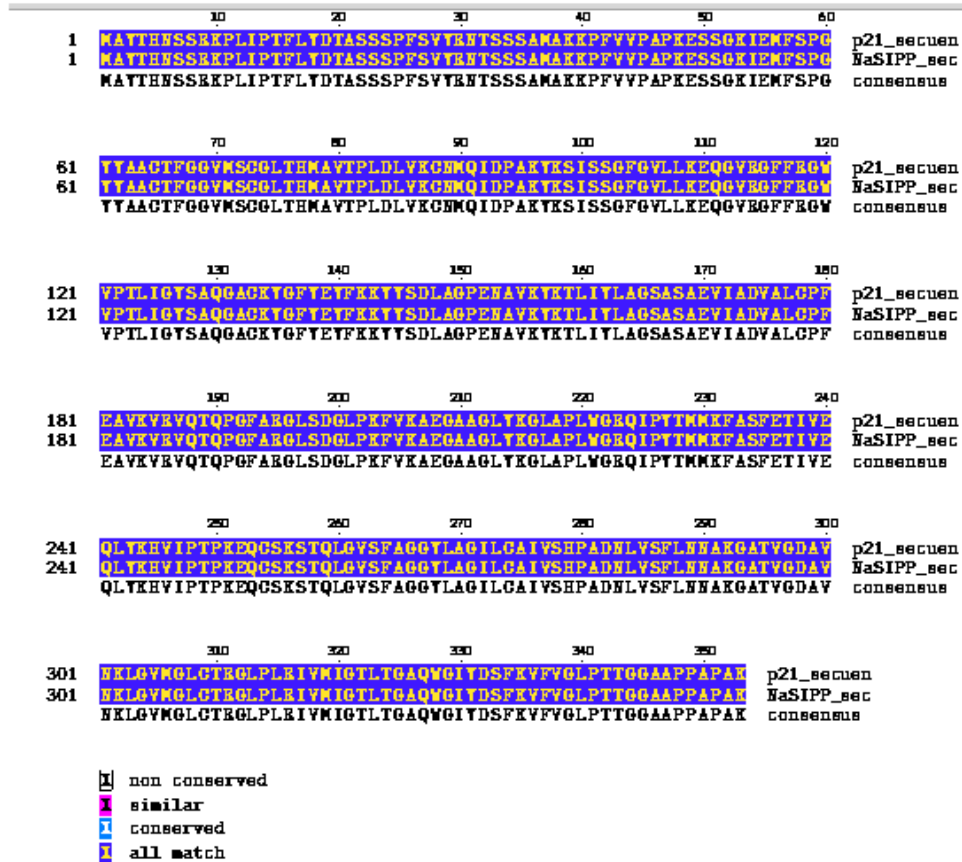 10 20 30 40 50 60
1 MAYTHNSSRKPLIPTFLYDTASSSPFSVYRNTSSSAMAKKPFVVPAPKESSGKIEMFSPG p21_secuen
1 MAYTHNSSRKPLIPTFLYDTASSSPFSVYRNTSSSAMAKKPFVVPAPKESSGKIEMFSPG NaSIPP_sec
MAYTHNSSRKPLIPTFLYDTASSSPFSVYRNTSSSAMAKKPFVVPAPKESSGKIEMFSPG consensus
70 80 90 100 110 120
61 YYAACTFGGVMSCGLTHMAVTPLDLVKCNMQIDPAKYKSISSGFGVLLKEQGVRGFFRGW p21_secuen
61 YYAACTFGGVMSCGLTHMAVTPLDLVKCNMQIDPAKYKSISSGFGVLLKEQGVRGFFRGW NaSIPP_sec
YYAACTFGGVMSCGLTHMAVTPLDLVKCNMQIDPAKYKSISSGFGVLLKEQGVRGFFRGW consensus
130 140 150 160 170 180
121 VPTLIGYSAQGACKYGFYEYFKKYYSDLAGPENAVKYKTLIYLAGSASAEVIADVALCPF p21_secuen
121 VPTLIGYSAQGACKYGFYEYFKKYYSDLAGPENAVKYKTLIYLAGSASAEVIADVALCPF NaSIPP_sec
VPTLIGYSAQGACKYGFYEYFKKYYSDLAGPENAVKYKTLIYLAGSASAEVIADVALCPF consensus
190 200 210 220 230 240
181 EAVKVRVQTQPGFARGLSDGLPKFVKAEGAAGLYKGLAPLWGRQIPYTMMKFASFETIVE p21_secuen
181 EAVKVRVQTQPGFARGLSDGLPKFVKAEGAAGLYKGLAPLWGRQIPYTMMKFASFETIVE NaSIPP_sec
EAVKVRVQTQPGFARGLSDGLPKFVKAEGAAGLYKGLAPLWGRQIPYTMMKFASFETIVE consensus
250 260 270 280 290 300
241 QLYKHVIPTPKEQCSKSTQLGVSFAGGYLAGILCAIVSHPADNLVSFLNNAKGATVGDAV p21_secuen
241 QLYKHVIPTPKEQCSKSTQLGVSFAGGYLAGILCAIVSHPADNLVSFLNNAKGATVGDAV NaSIPP_sec
QLYKHVIPTPKEQCSKSTQLGVSFAGGYLAGILCAIVSHPADNLVSFLNNAKGATVGDAV consensus
310 320 330 340 350
301 NKLGVMGLCTRGLPLRIVMIGTLTGAQWGIYDSFKVFVGLPTTGGAAPPAPAK p21_secuen
301 NKLGVMGLCTRGLPLRIVMIGTLTGAQWGIYDSFKVFVGLPTTGGAAPPAPAK NaSIPP_sec
NKLGVMGLCTRGLPLRIVMIGTLTGAQWGIYDSFKVFVGLPTTGGAAPPAPAK consensus
I non conserved
I similar
I conserved
I all match